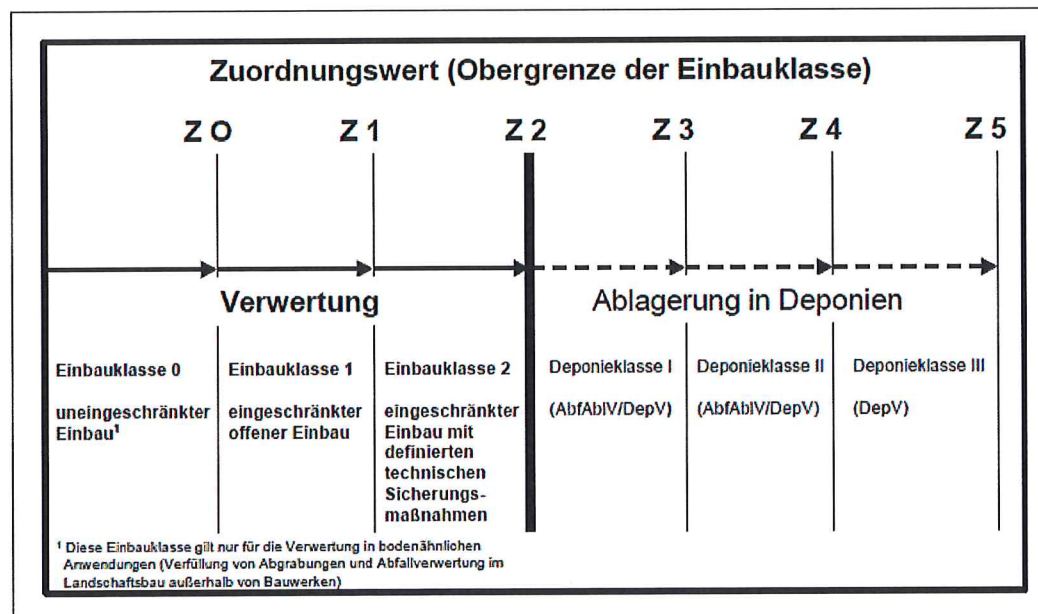 Zuordnungswert (Obergrenze der Einbauklasse)
Z 0 Z 1 Z 2 Z 3 Z 4 Z 5
Verwertung
Ablagerung in Deponien
Einbauklasse 0
uneingeschränkter
Einbau¹
Einbauklasse 1
eingeschränkter
offener Einbau
Einbauklasse 2
eingeschränkter
Einbau mit
definierten
technischen
Sicherungs-
maßnahmen
Deponieklasse I
(AbfAblV/DepV)
Deponieklasse II
(AbfAblV/DepV)
Deponieklasse III
(DepV)
¹ Diese Einbauklasse gilt nur für die Verwertung in bodenähnlichen
Anwendungen (Verfüllung von Abgrabungen und Abfallverwertung im
Landschaftsbau außerhalb von Bauwerken)